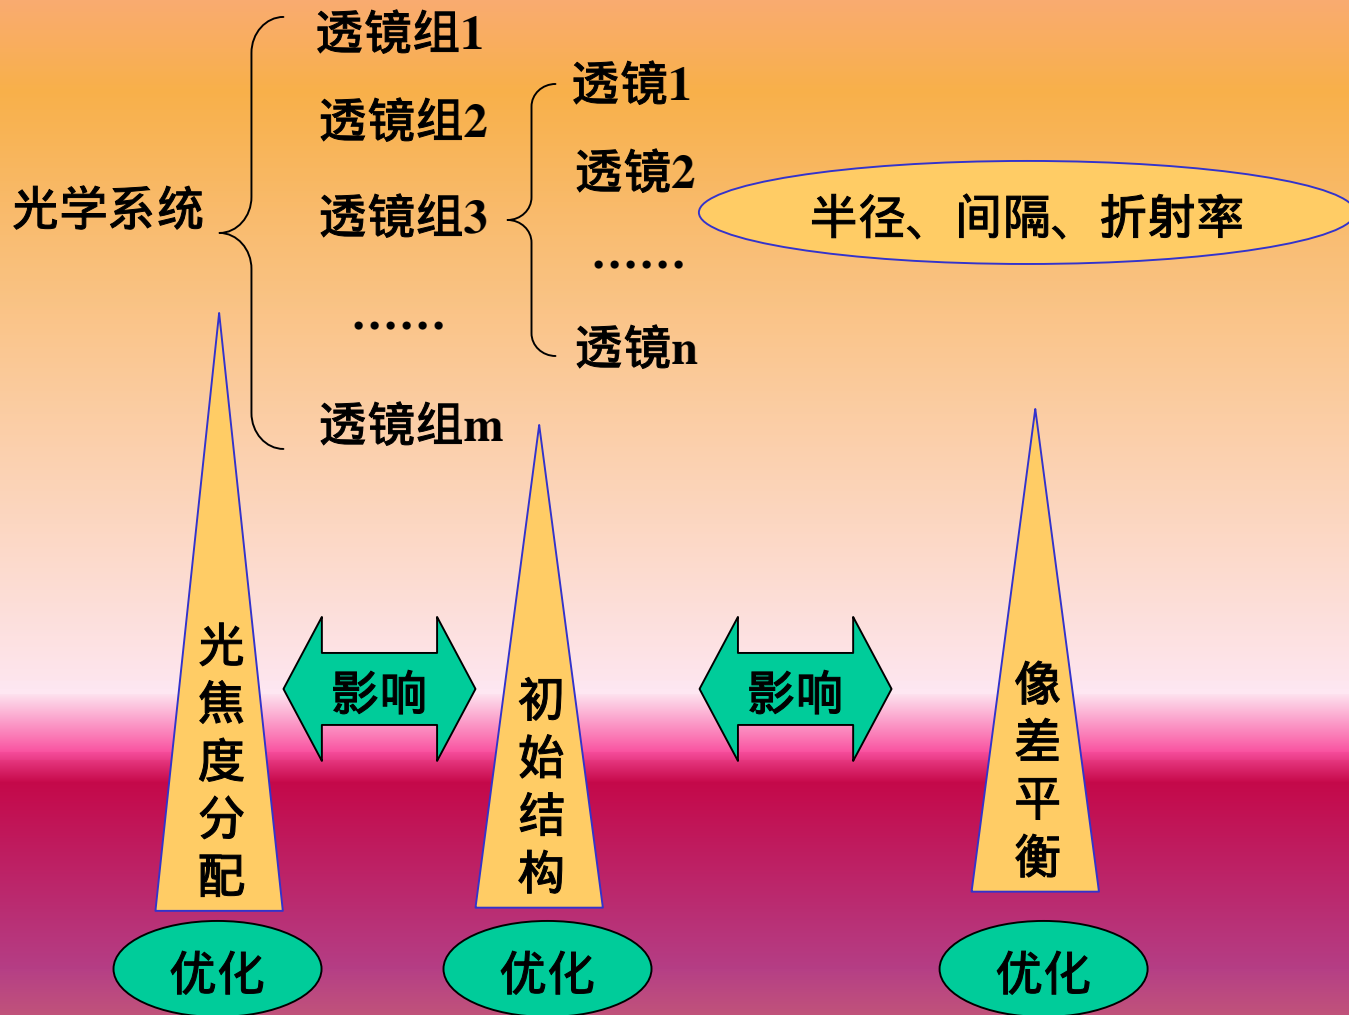 透镜组1
透镜1
透镜组2
透镜2
光学系统
透镜组3
半径、间隔、折射率
……
……
透镜n
透镜组m
光焦度分配
影响
初始结构
影响
像差平衡
优化
优化
优化